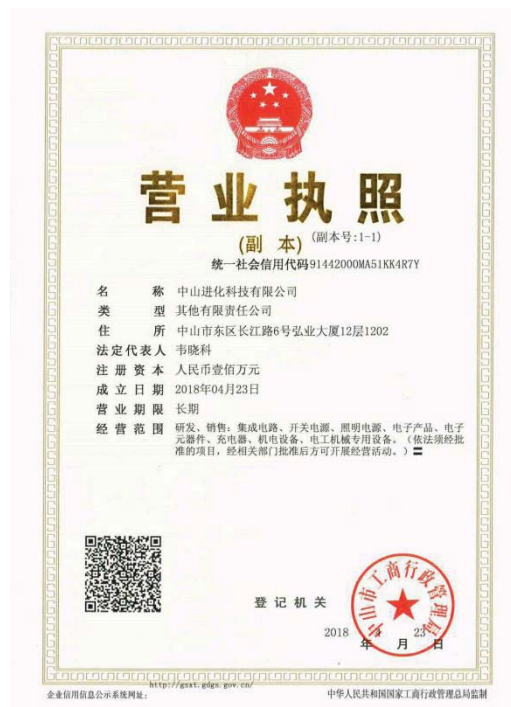 营业执照
(副 本) (副本号:1-1)
统一社会信用代码91442000MA51KK4R7Y
名 称 中山进化科技有限公司
类 型 其他有限责任公司
住 所 中山市东区长江路6号弘业大厦12层1202
法定代表人 韦晓科
注 册 资 本 人民币壹佰万元
成 立 日 期 2018年04月23日
营 业 期 限 长期
经 营 范 围 研发、销售：集成电路、开关电源、照明电源、电子产品、电子
元器件、充电器、机电设备、电工机械专用设备。（依法须经批
准的项目，经相关部门批准后方可开展经营活动。）
登 记 机 关
中山市工商行政管理局
2018 年 月 23 日
http://gsxt.gdgs.gov.cn/
企业信用信息公示系统网址： 中华人民共和国国家工商行政管理总局监制